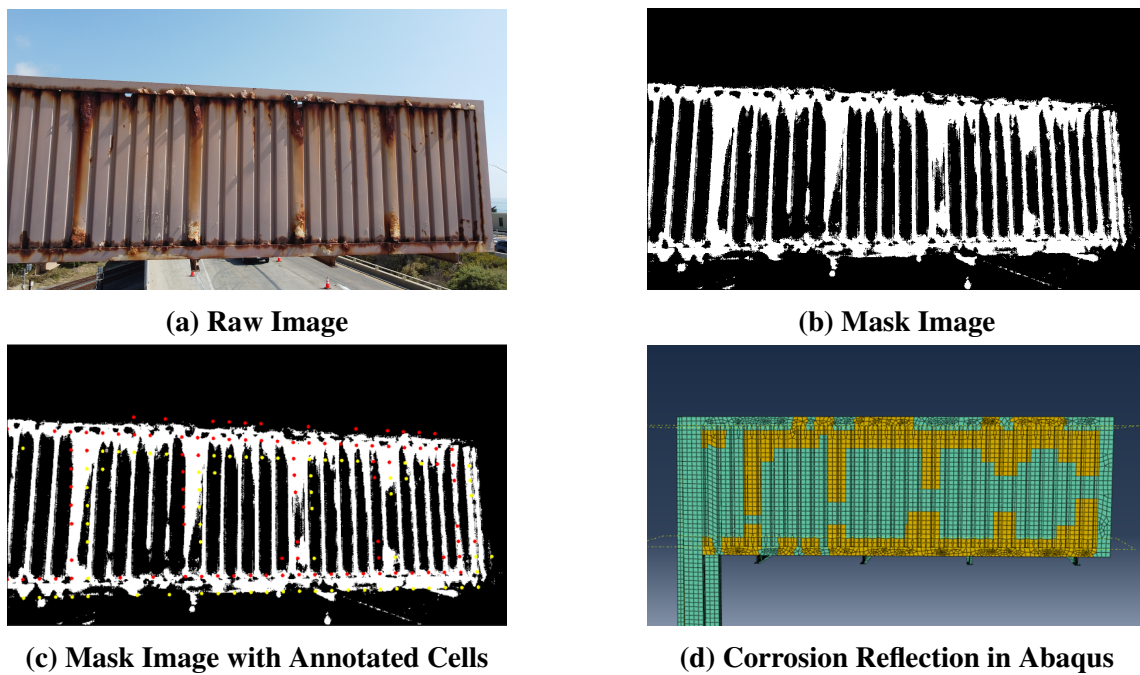 (a) Raw Image
(b) Mask Image
(c) Mask Image with Annotated Cells
(d) Corrosion Reflection in Abaqus